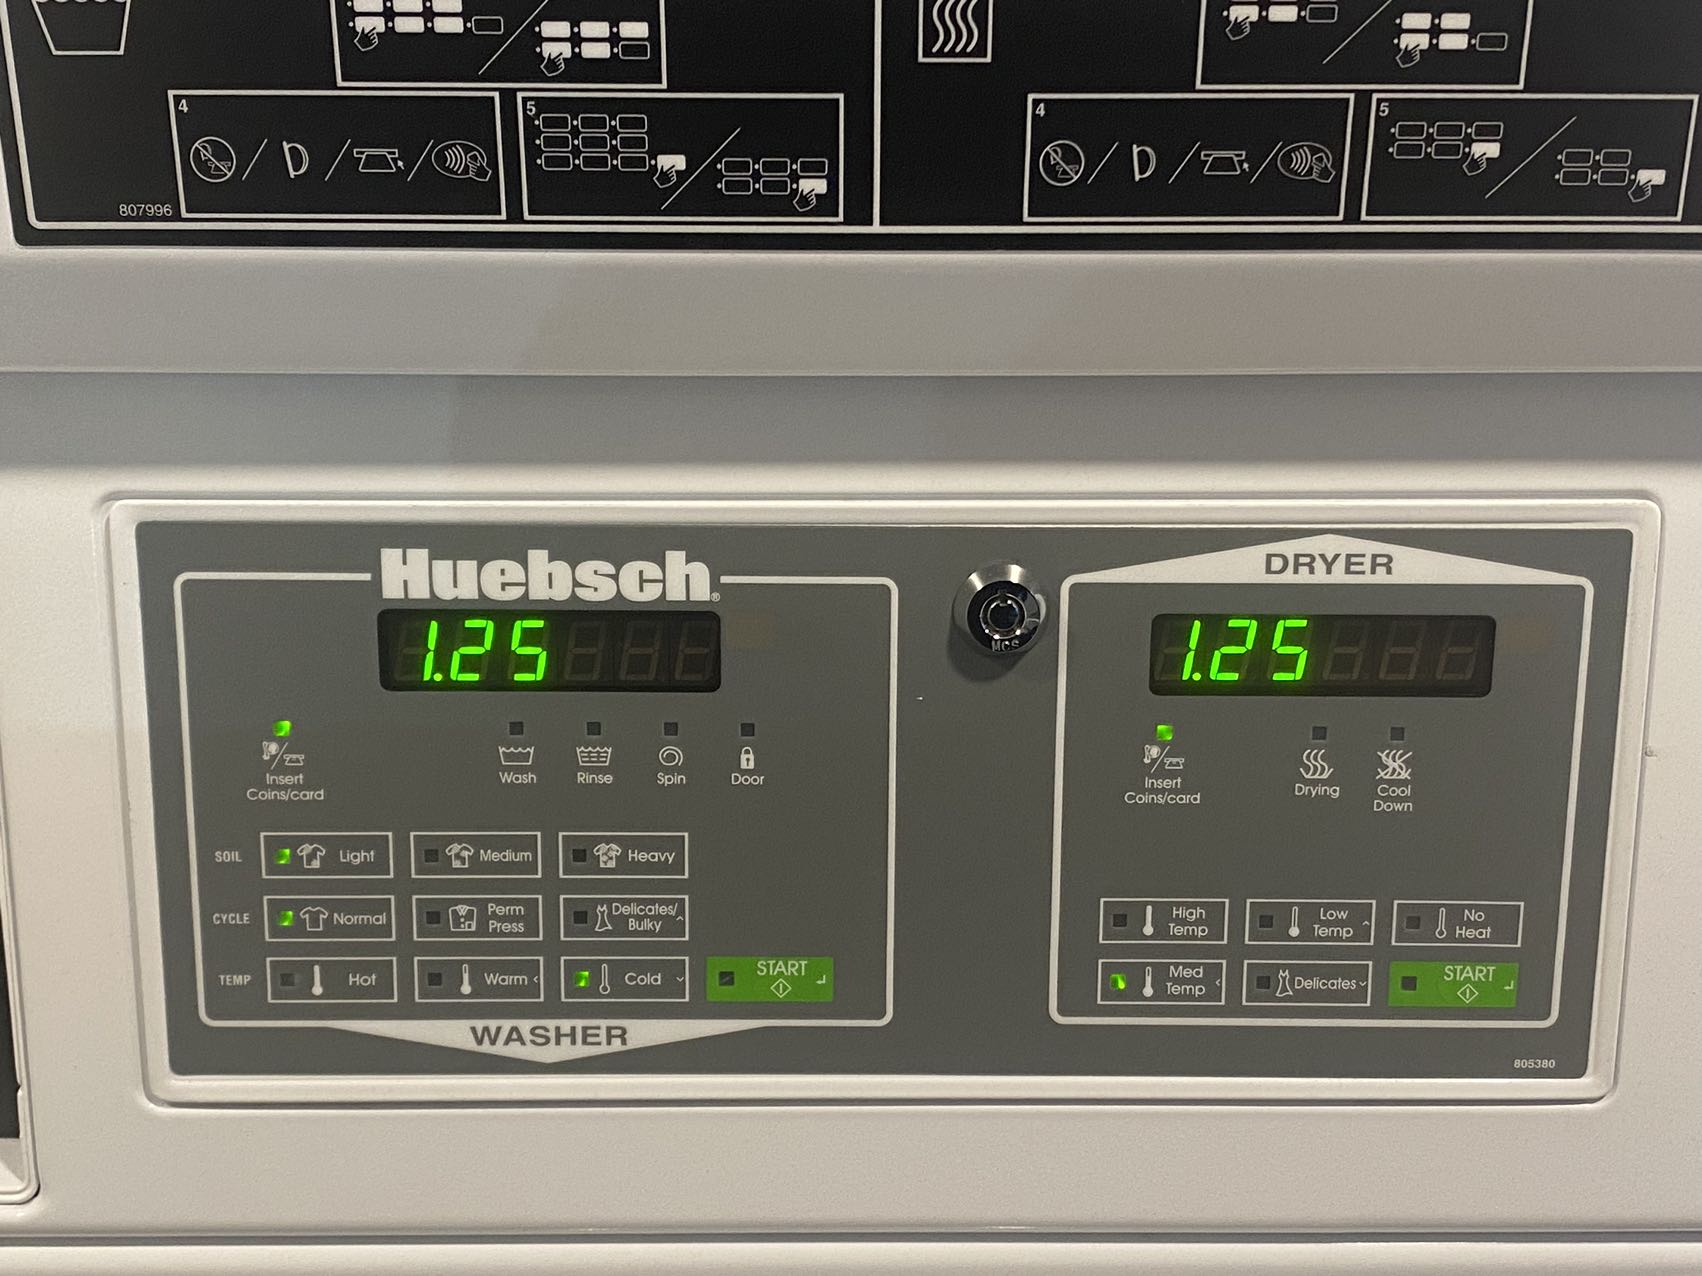 4
5
4
5
807996
Huebsch®
1.25
Insert
Coins/card
Wash
Rinse
Spin
Door
SOIL
Light
Medium
Heavy
CYCLE
Normal
Perm
Press
Delicates/
Bulky
TEMP
Hot
Warm
Cold
START
WASHER
MCS
DRYER
1.25
Insert
Coins/card
Drying
Cool
Down
High
Temp
Low
Temp
No
Heat
Med
Temp
Delicates
START
805380